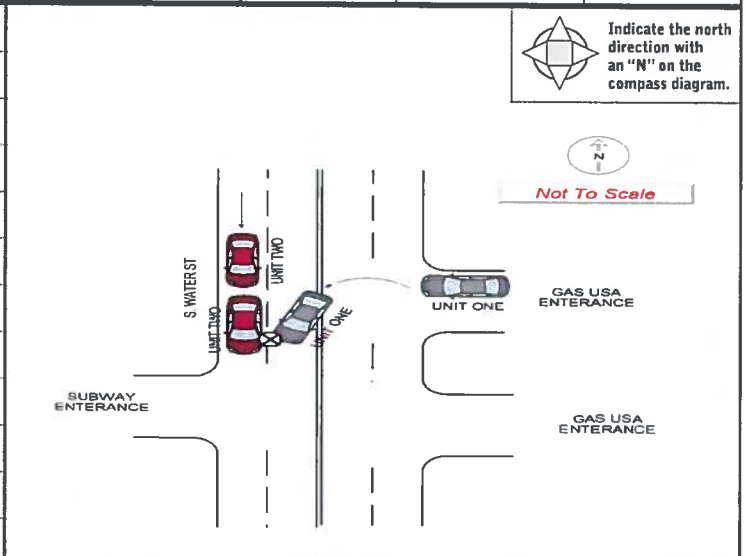 Indicate the north
direction with
an "N" on the
compass diagram.
N
Not To Scale
S. WATER ST
UNIT TWO
UNIT TWO
UNIT ONE
UNIT ONE
GAS USA
ENTERANCE
SUBWAY
ENTERANCE
GAS USA
ENTERANCE